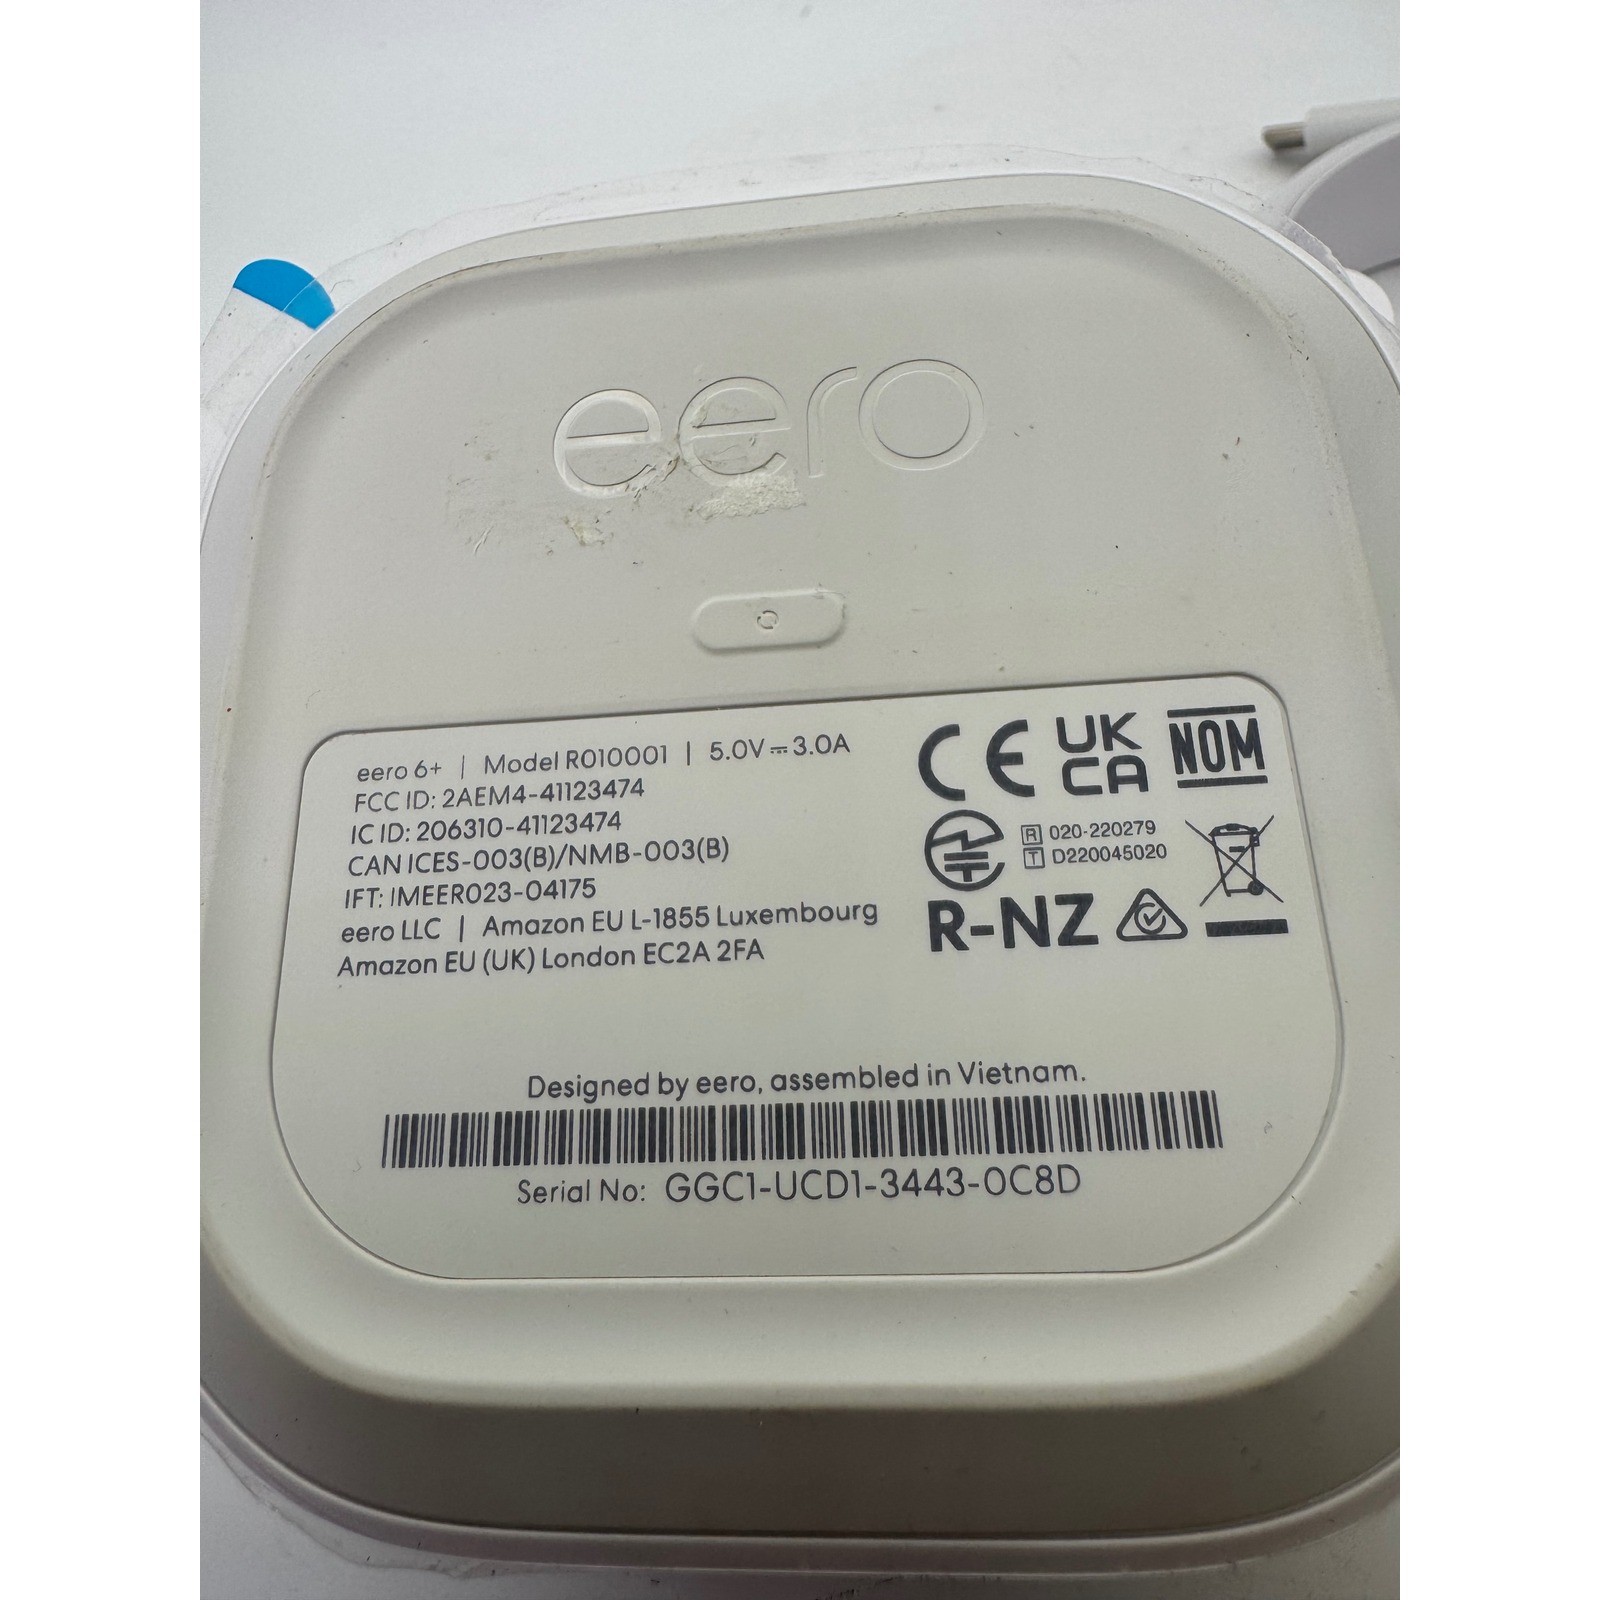 eero
eero 6+ | Model R010001 | 5.0V⎓3.0A
FCC ID: 2AEM4-41123474
IC ID: 206310-41123474
CAN ICES-003(B)/NMB-003(B)
IFT: IMEER023-04175
eero LLC | Amazon EU L-1855 Luxembourg
Amazon EU (UK) London EC2A 2FA
CE UK CA NOM
R 020-220279
T D220045020
R-NZ
Designed by eero, assembled in Vietnam.
Serial No: GGC1-UCD1-3443-0C8D